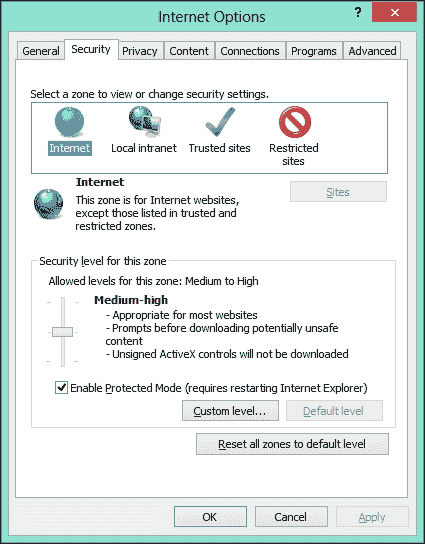 Internet Options
?
General Security Privacy Content Connections Programs Advanced
Select a zone to view or change security settings.
Internet Local intranet Trusted sites Restricted
sites
Internet
This zone is for Internet websites,
except those listed in trusted and
restricted zones.
Sites
Security level for this zone
Allowed levels for this zone: Medium to High
Medium-high
- Appropriate for most websites
- Prompts before downloading potentially unsafe
content
- Unsigned ActiveX controls will not be downloaded
Enable Protected Mode (requires restarting Internet Explorer)
Custom level... Default level
Reset all zones to default level
OK Cancel Apply